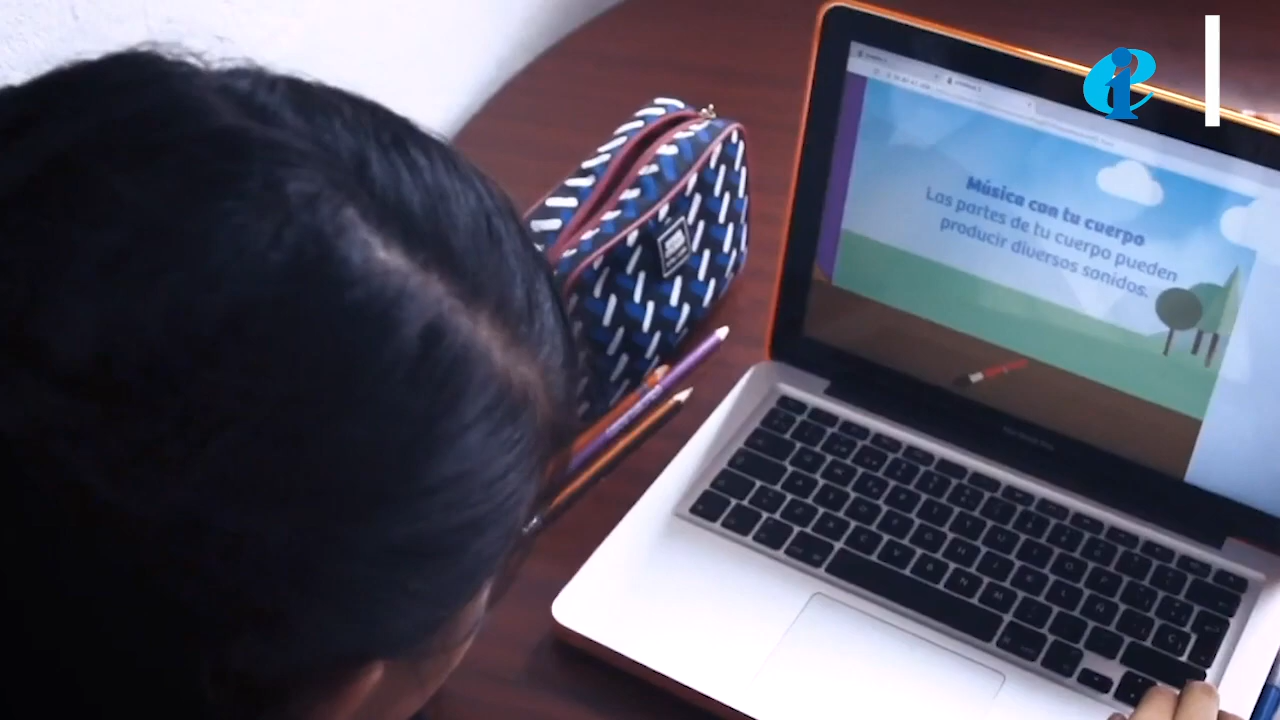 Música con tu cuerpo
Las partes de tu cuerpo pueden
producir diversos sonidos.